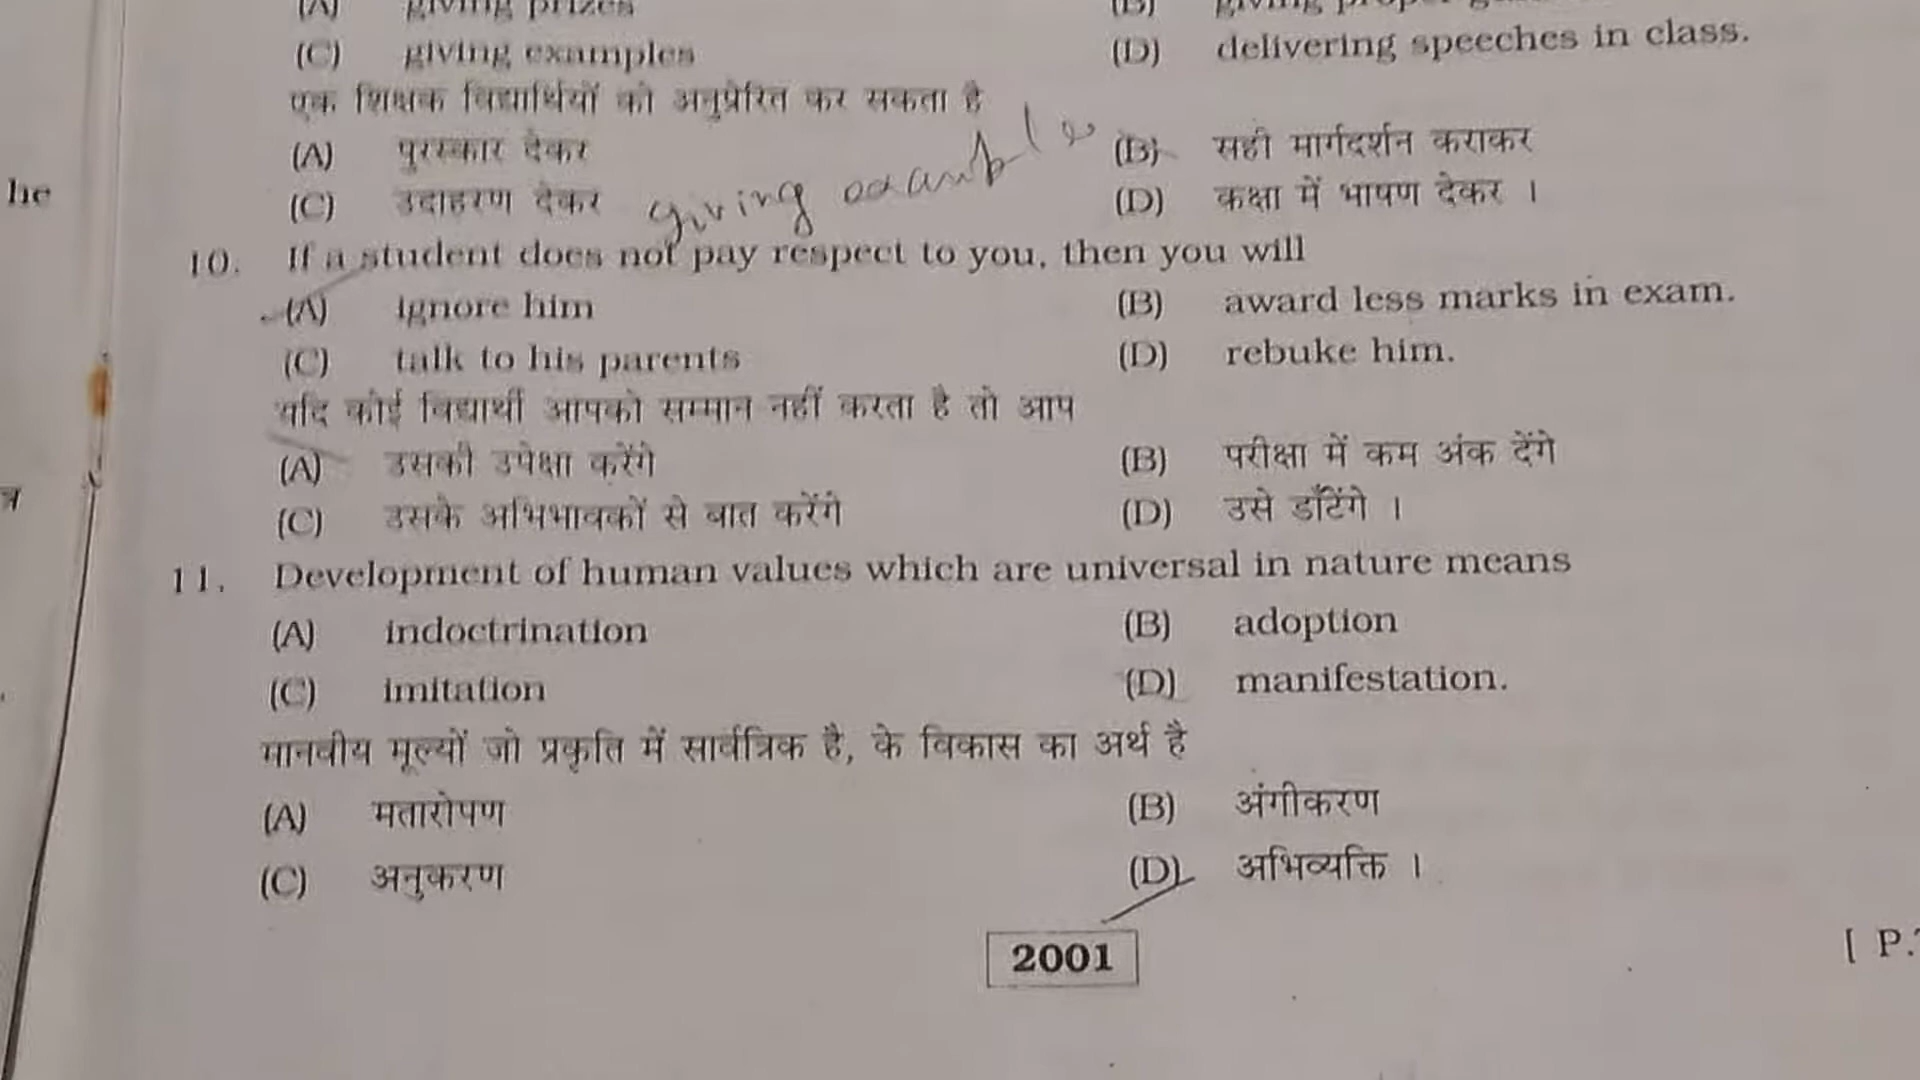 (A) giving prizes (B) giving proper
(C) giving examples (D) delivering speeches in class.
एक शिक्षक विद्यार्थियों को अनुप्रेरित कर सकता है
(A) पुरस्कार देकर (B) सही मार्गदर्शन कराकर
(C) उदाहरण देकर giving (D) कक्षा में भाषण देकर ।
he
10. If a student does not pay respect to you, then you will
(A) ignore him (B) award less marks in exam.
(C) talk to his parents (D) rebuke him.
यदि कोई विद्यार्थी आपको सम्मान नहीं करता है तो आप
(A) उसकी उपेक्षा करेंगे (B) परीक्षा में कम अंक देंगे
(C) उसके अभिभावकों से बात करेंगे (D) उसे डाँटेंगे ।
11. Development of human values which are universal in nature means
(A) indoctrination (B) adoption
(C) imitation (D) manifestation.
मानवीय मूल्यों जो प्रकृति में सार्वत्रिक है, के विकास का अर्थ है
(A) मतारोपण (B) अंगीकरण
(C) अनुकरण (D) अभिव्यक्ति ।
2001
[ P.